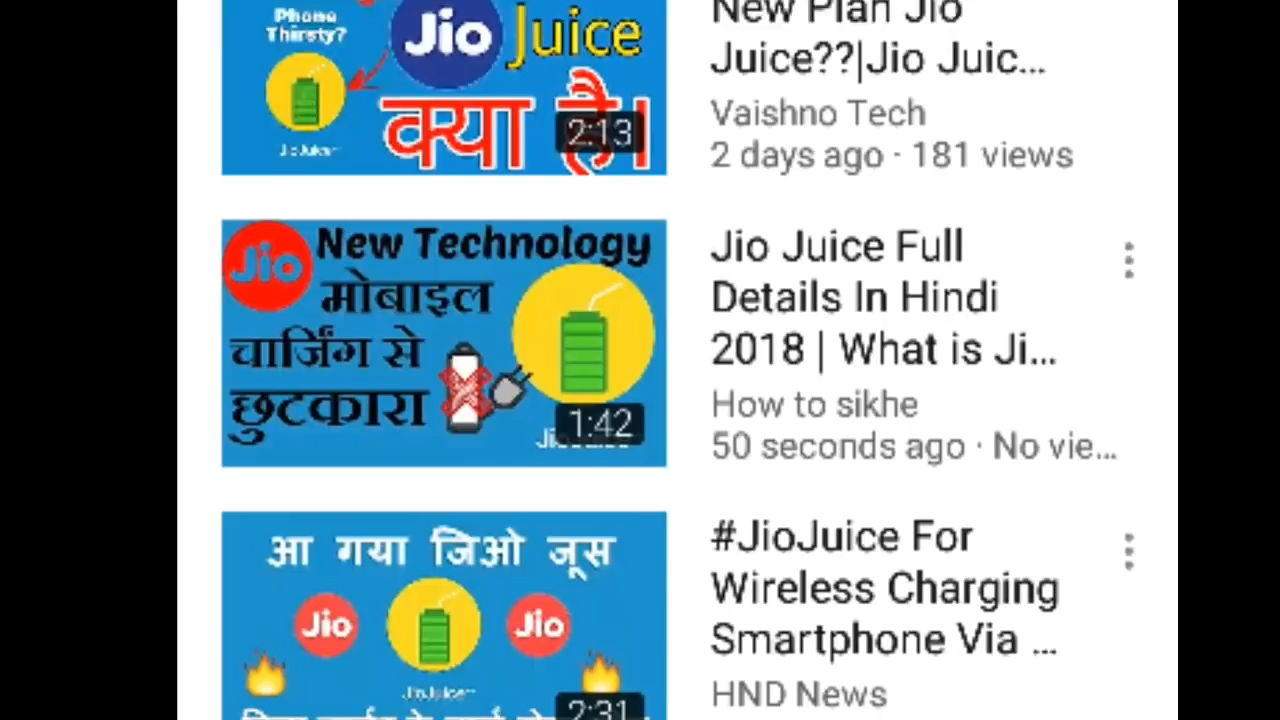 Phone
Thirsty?
Jio Juice
क्या है।
JioJuice
2:13
New Plan Jio
Juice??|Jio Juic...
Vaishno Tech
2 days ago · 181 views
Jio New Technology
मोबाइल
चार्जिंग से
छुटकारा
1:42
Jio Juice Full
Details In Hindi
2018 | What is Ji...
How to sikhe
50 seconds ago · No vie...
आ गया जिओ जूस
Jio Jio
JioJuice
2:31
#JioJuice For
Wireless Charging
Smartphone Via ...
HND News